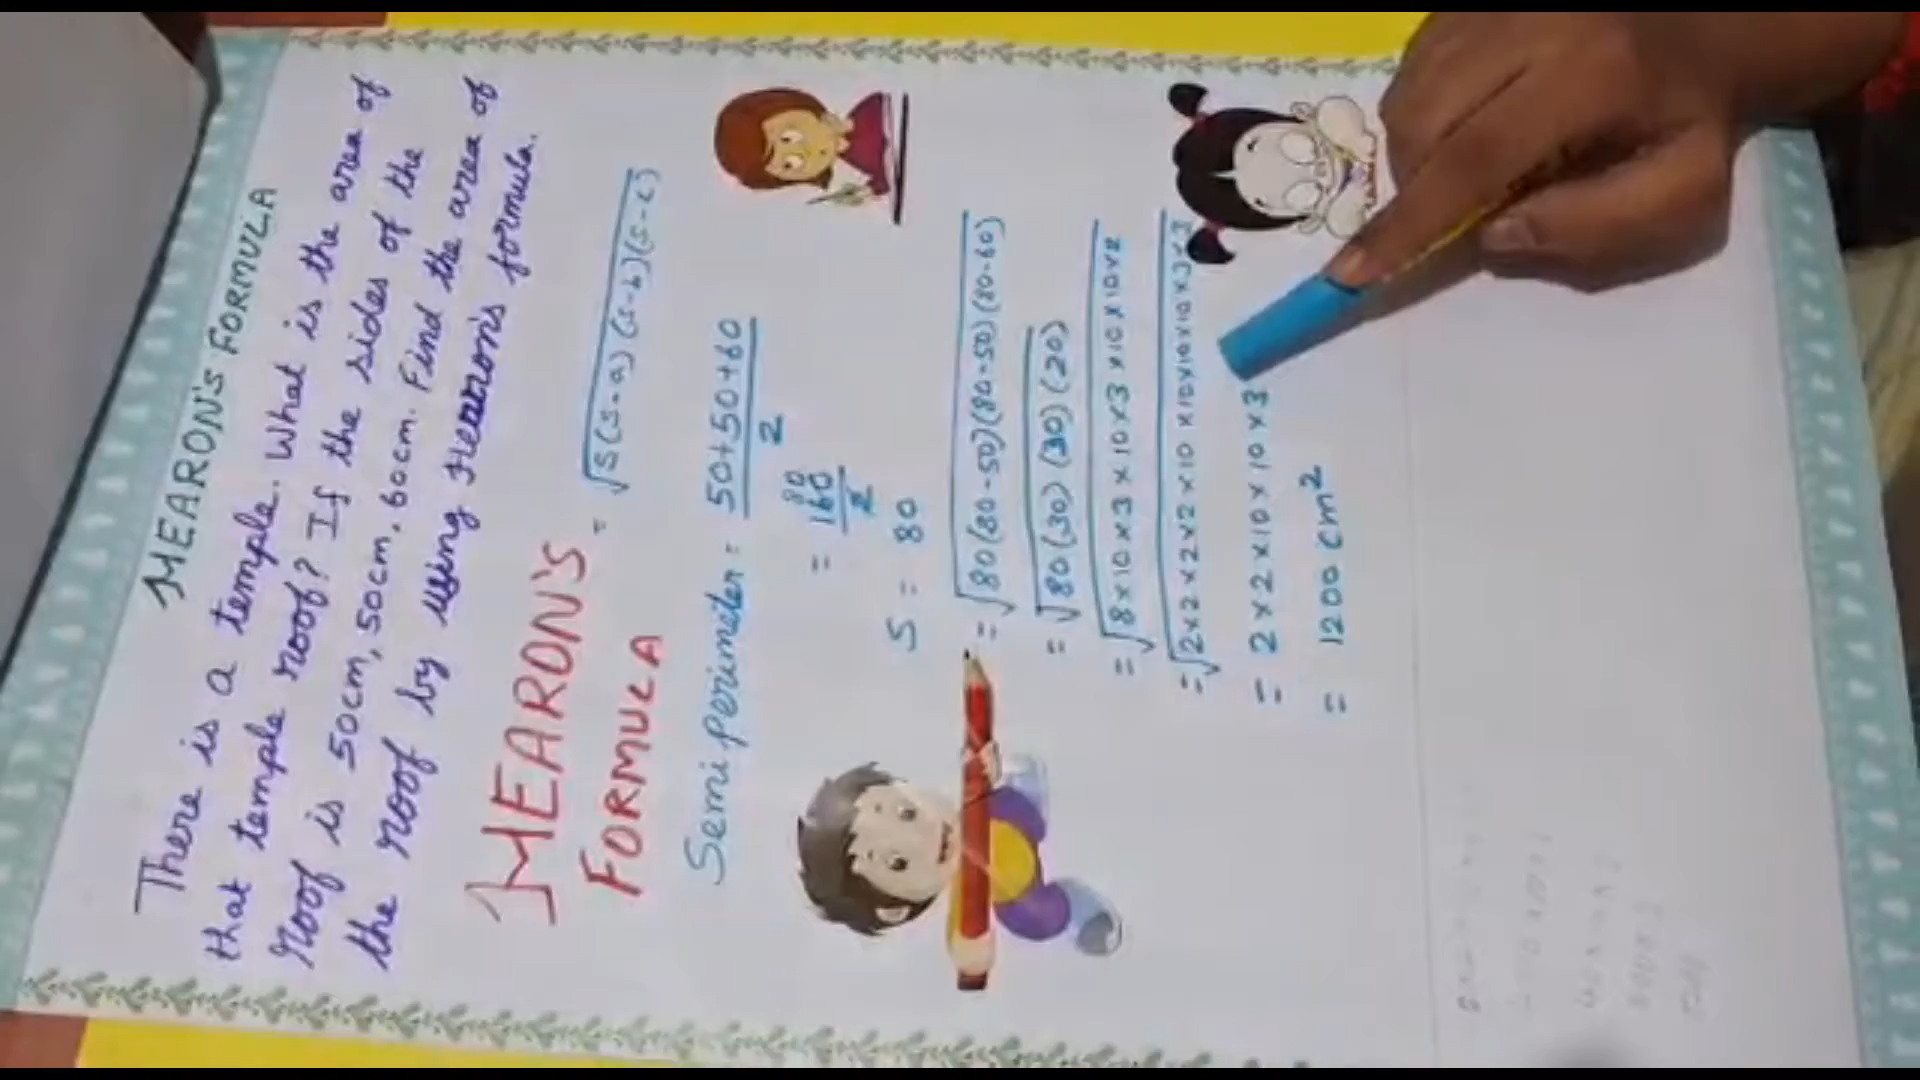 HEARON'S FORMULA
There is a temple. What is the area of
that temple roof? If the sides of the
roof is 50cm, 50cm, 60cm. Find the area of
the roof by using Hearron's formula.
HEARON'S
FORMULA
= √s(s-a)(s-b)(s-c)
Semi perimeter = 50+50+60
2
80
= 160
2
S = 80
= √80(80-50)(80-50)(80-60)
= √80(30)(30)(20)
= √8×10×3×10×3×10×10×2
= √2×2×2×2×10×10×10×10×3×3
= 2×2×10×10×3
= 1200 cm²